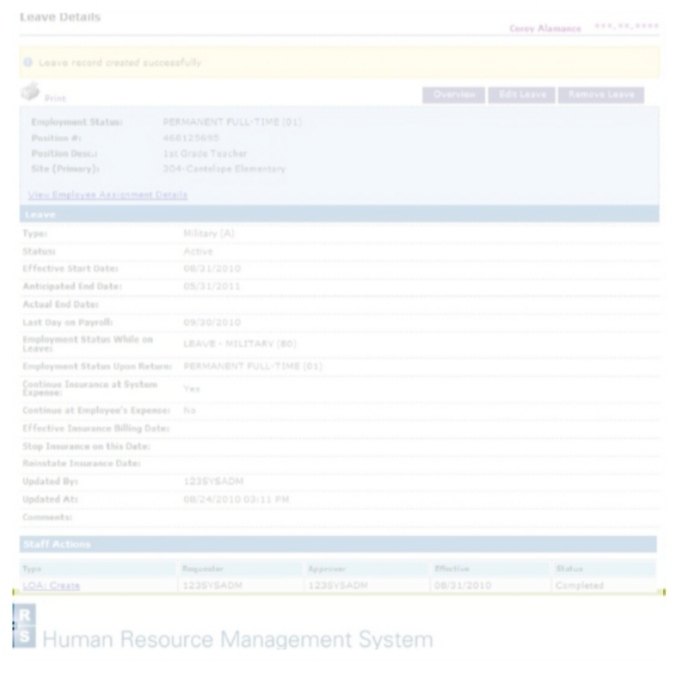 Leave Details
Corey Alamance ***-**-****
Leave record created successfully
Print
Overview Edit Leave Remove Leave
Employment Status: PERMANENT FULL-TIME (01)
Position #: 468125695
Position Desc.: 1st Grade Teacher
Site (Primary): 304-Cantelope Elementary
View Employee Assignment Details
Leave
Type: Military (A)
Status: Active
Effective Start Date: 08/31/2010
Anticipated End Date: 05/31/2011
Actual End Date:
Last Day on Payroll: 09/30/2010
Employment Status While on
Leave: LEAVE - MILITARY (80)
Employment Status Upon Return: PERMANENT FULL-TIME (01)
Continue Insurance at System
Expense: Yes
Continue at Employee's Expense: No
Effective Insurance Billing Date:
Stop Insurance on this Date:
Reinstate Insurance Date:
Updated By: 123SYSADM
Updated At: 08/24/2010 03:11 PM
Comments:
Staff Actions
Type Requester Approver Effective Status
LOA: Create 123SYSADM 123SYSADM 08/31/2010 Completed
R
S Human Resource Management System